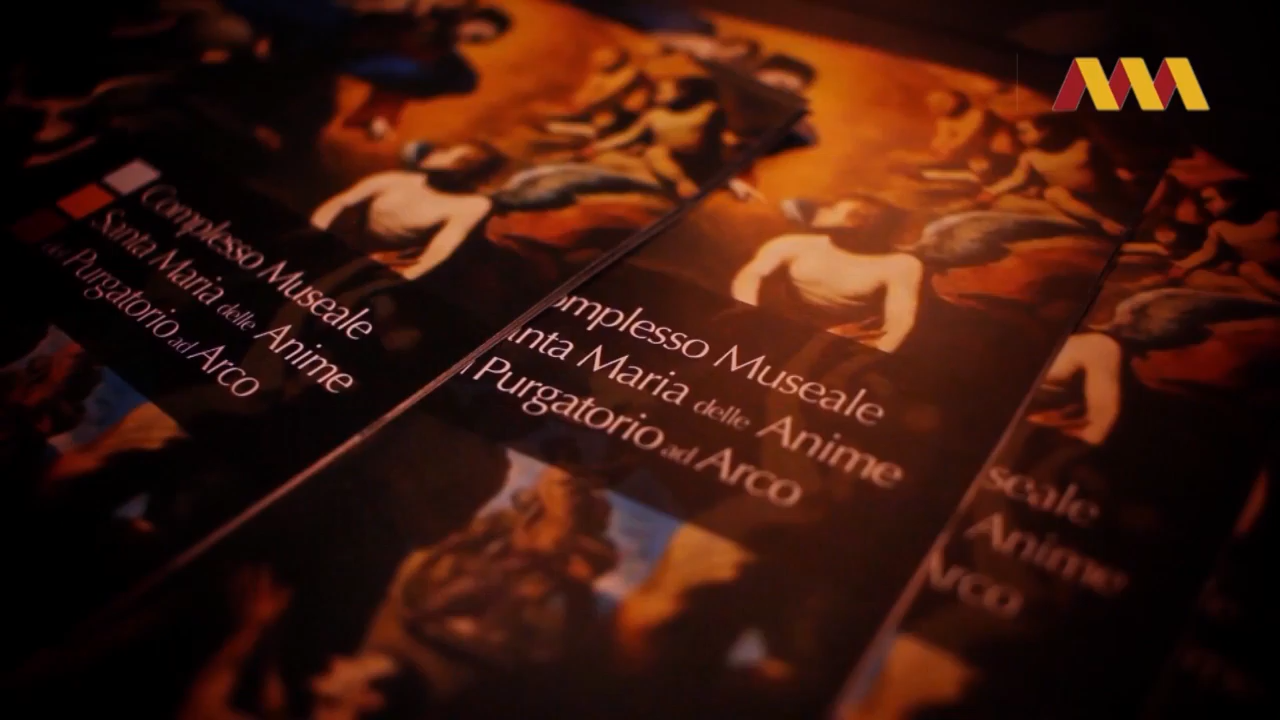 Complesso Museale
Santa Maria delle Anime
del Purgatorio ad Arco
omplesso Museale
anta Maria delle Anime
l Purgatorio ad Arco
seale
Anime
Arco